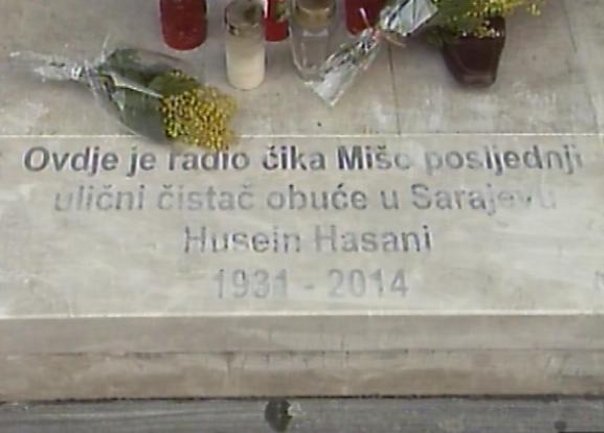 Ovdje je radio čika Mišo posljednji
ulični čistač obuće u Sarajevu
Husein Hasani
1931 - 2014